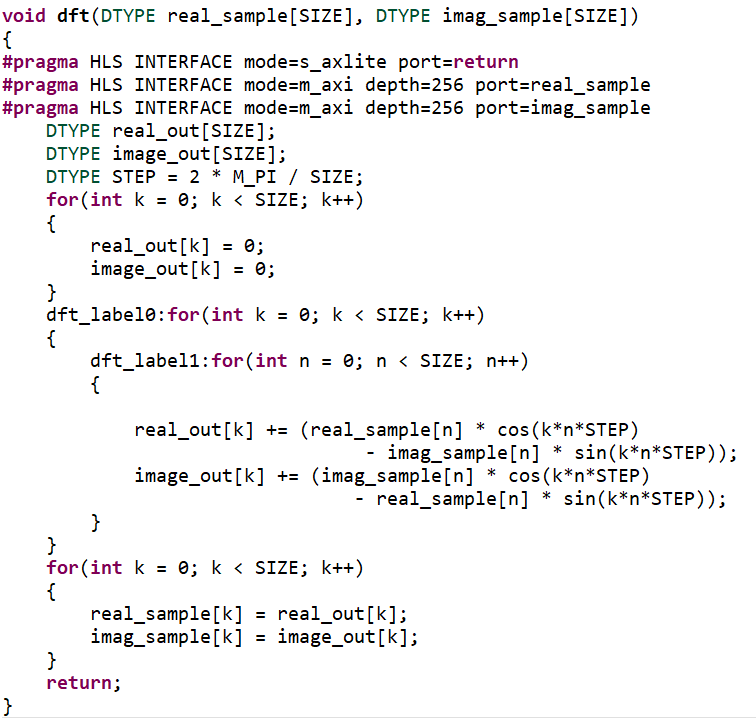 void dft(DTYPE real_sample[SIZE], DTYPE imag_sample[SIZE])
{
#pragma HLS INTERFACE mode=s_axlite port=return
#pragma HLS INTERFACE mode=m_axi depth=256 port=real_sample
#pragma HLS INTERFACE mode=m_axi depth=256 port=imag_sample
    DTYPE real_out[SIZE];
    DTYPE image_out[SIZE];
    DTYPE STEP = 2 * M_PI / SIZE;
    for(int k = 0; k < SIZE; k++)
    {
        real_out[k] = 0;
        image_out[k] = 0;
    }
    dft_label0:for(int k = 0; k < SIZE; k++)
    {
        dft_label1:for(int n = 0; n < SIZE; n++)
        {

            real_out[k] += (real_sample[n] * cos(k*n*STEP)
                                 - imag_sample[n] * sin(k*n*STEP));
            image_out[k] += (imag_sample[n] * cos(k*n*STEP)
                                - real_sample[n] * sin(k*n*STEP));
        }
    }
    for(int k = 0; k < SIZE; k++)
    {
        real_sample[k] = real_out[k];
        imag_sample[k] = image_out[k];
    }
    return;
}